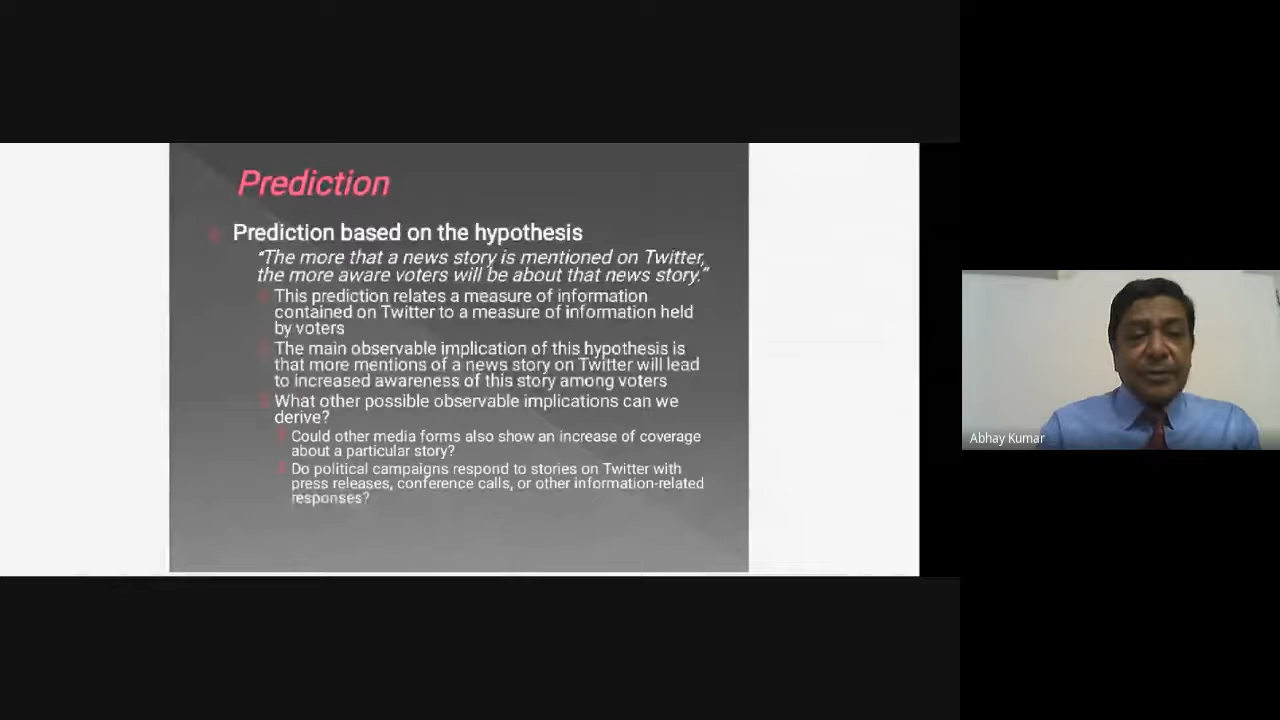 Prediction
Prediction based on the hypothesis
“The more that a news story is mentioned on Twitter,
the more aware voters will be about that news story.”
This prediction relates a measure of information
contained on Twitter to a measure of information held
by voters
The main observable implication of this hypothesis is
that more mentions of a news story on Twitter will lead
to increased awareness of this story among voters
What other possible observable implications can we
derive?
Could other media forms also show an increase of coverage
about a particular story?
Do political campaigns respond to stories on Twitter with
press releases, conference calls, or other information-related
responses?
Abhay Kumar